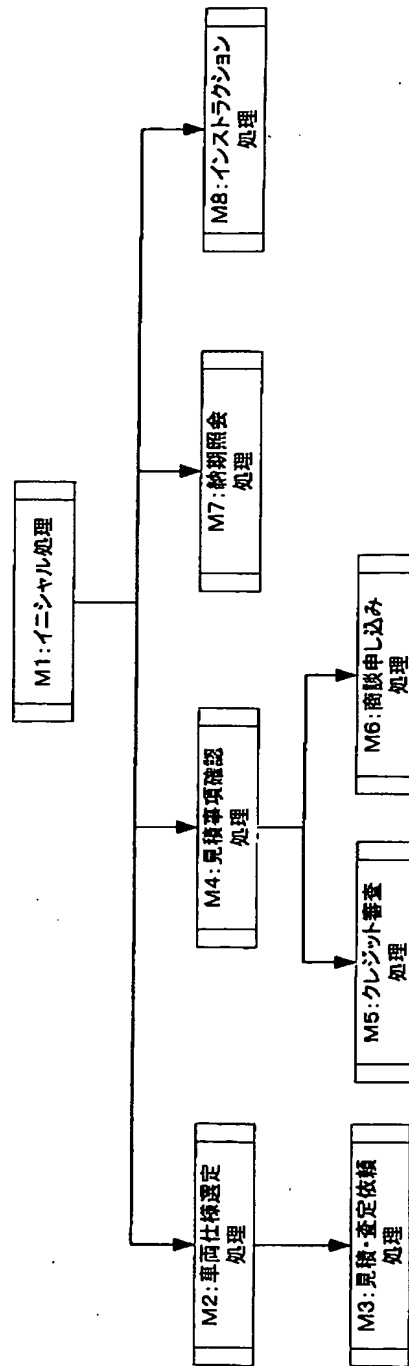 M1:イニシャル処理
M2:車両仕様選定
処理
M4:見積事項確認
処理
M7:納期照会
処理
M8:インストラクション
処理
M3:見積・査定依頼
処理
M5:クレジット審査
処理
M6:商談申し込み
処理